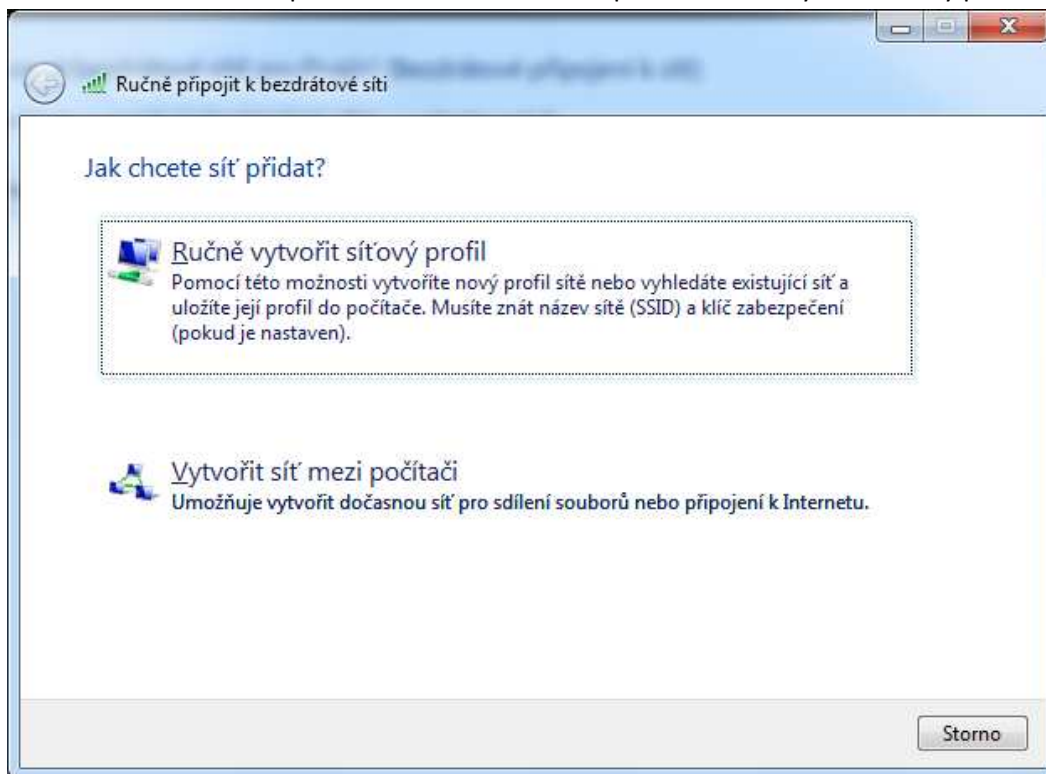 Ručně připojit k bezdrátové síti
Jak chcete síť přidat?
Ručně vytvořit síťový profil
Pomocí této možnosti vytvoříte nový profil sítě nebo vyhledáte existující síť a
uložíte její profil do počítače. Musíte znát název sítě (SSID) a klíč zabezpečení
(pokud je nastaven).
Vytvořit síť mezi počítači
Umožňuje vytvořit dočasnou síť pro sdílení souborů nebo připojení k Internetu.
Storno